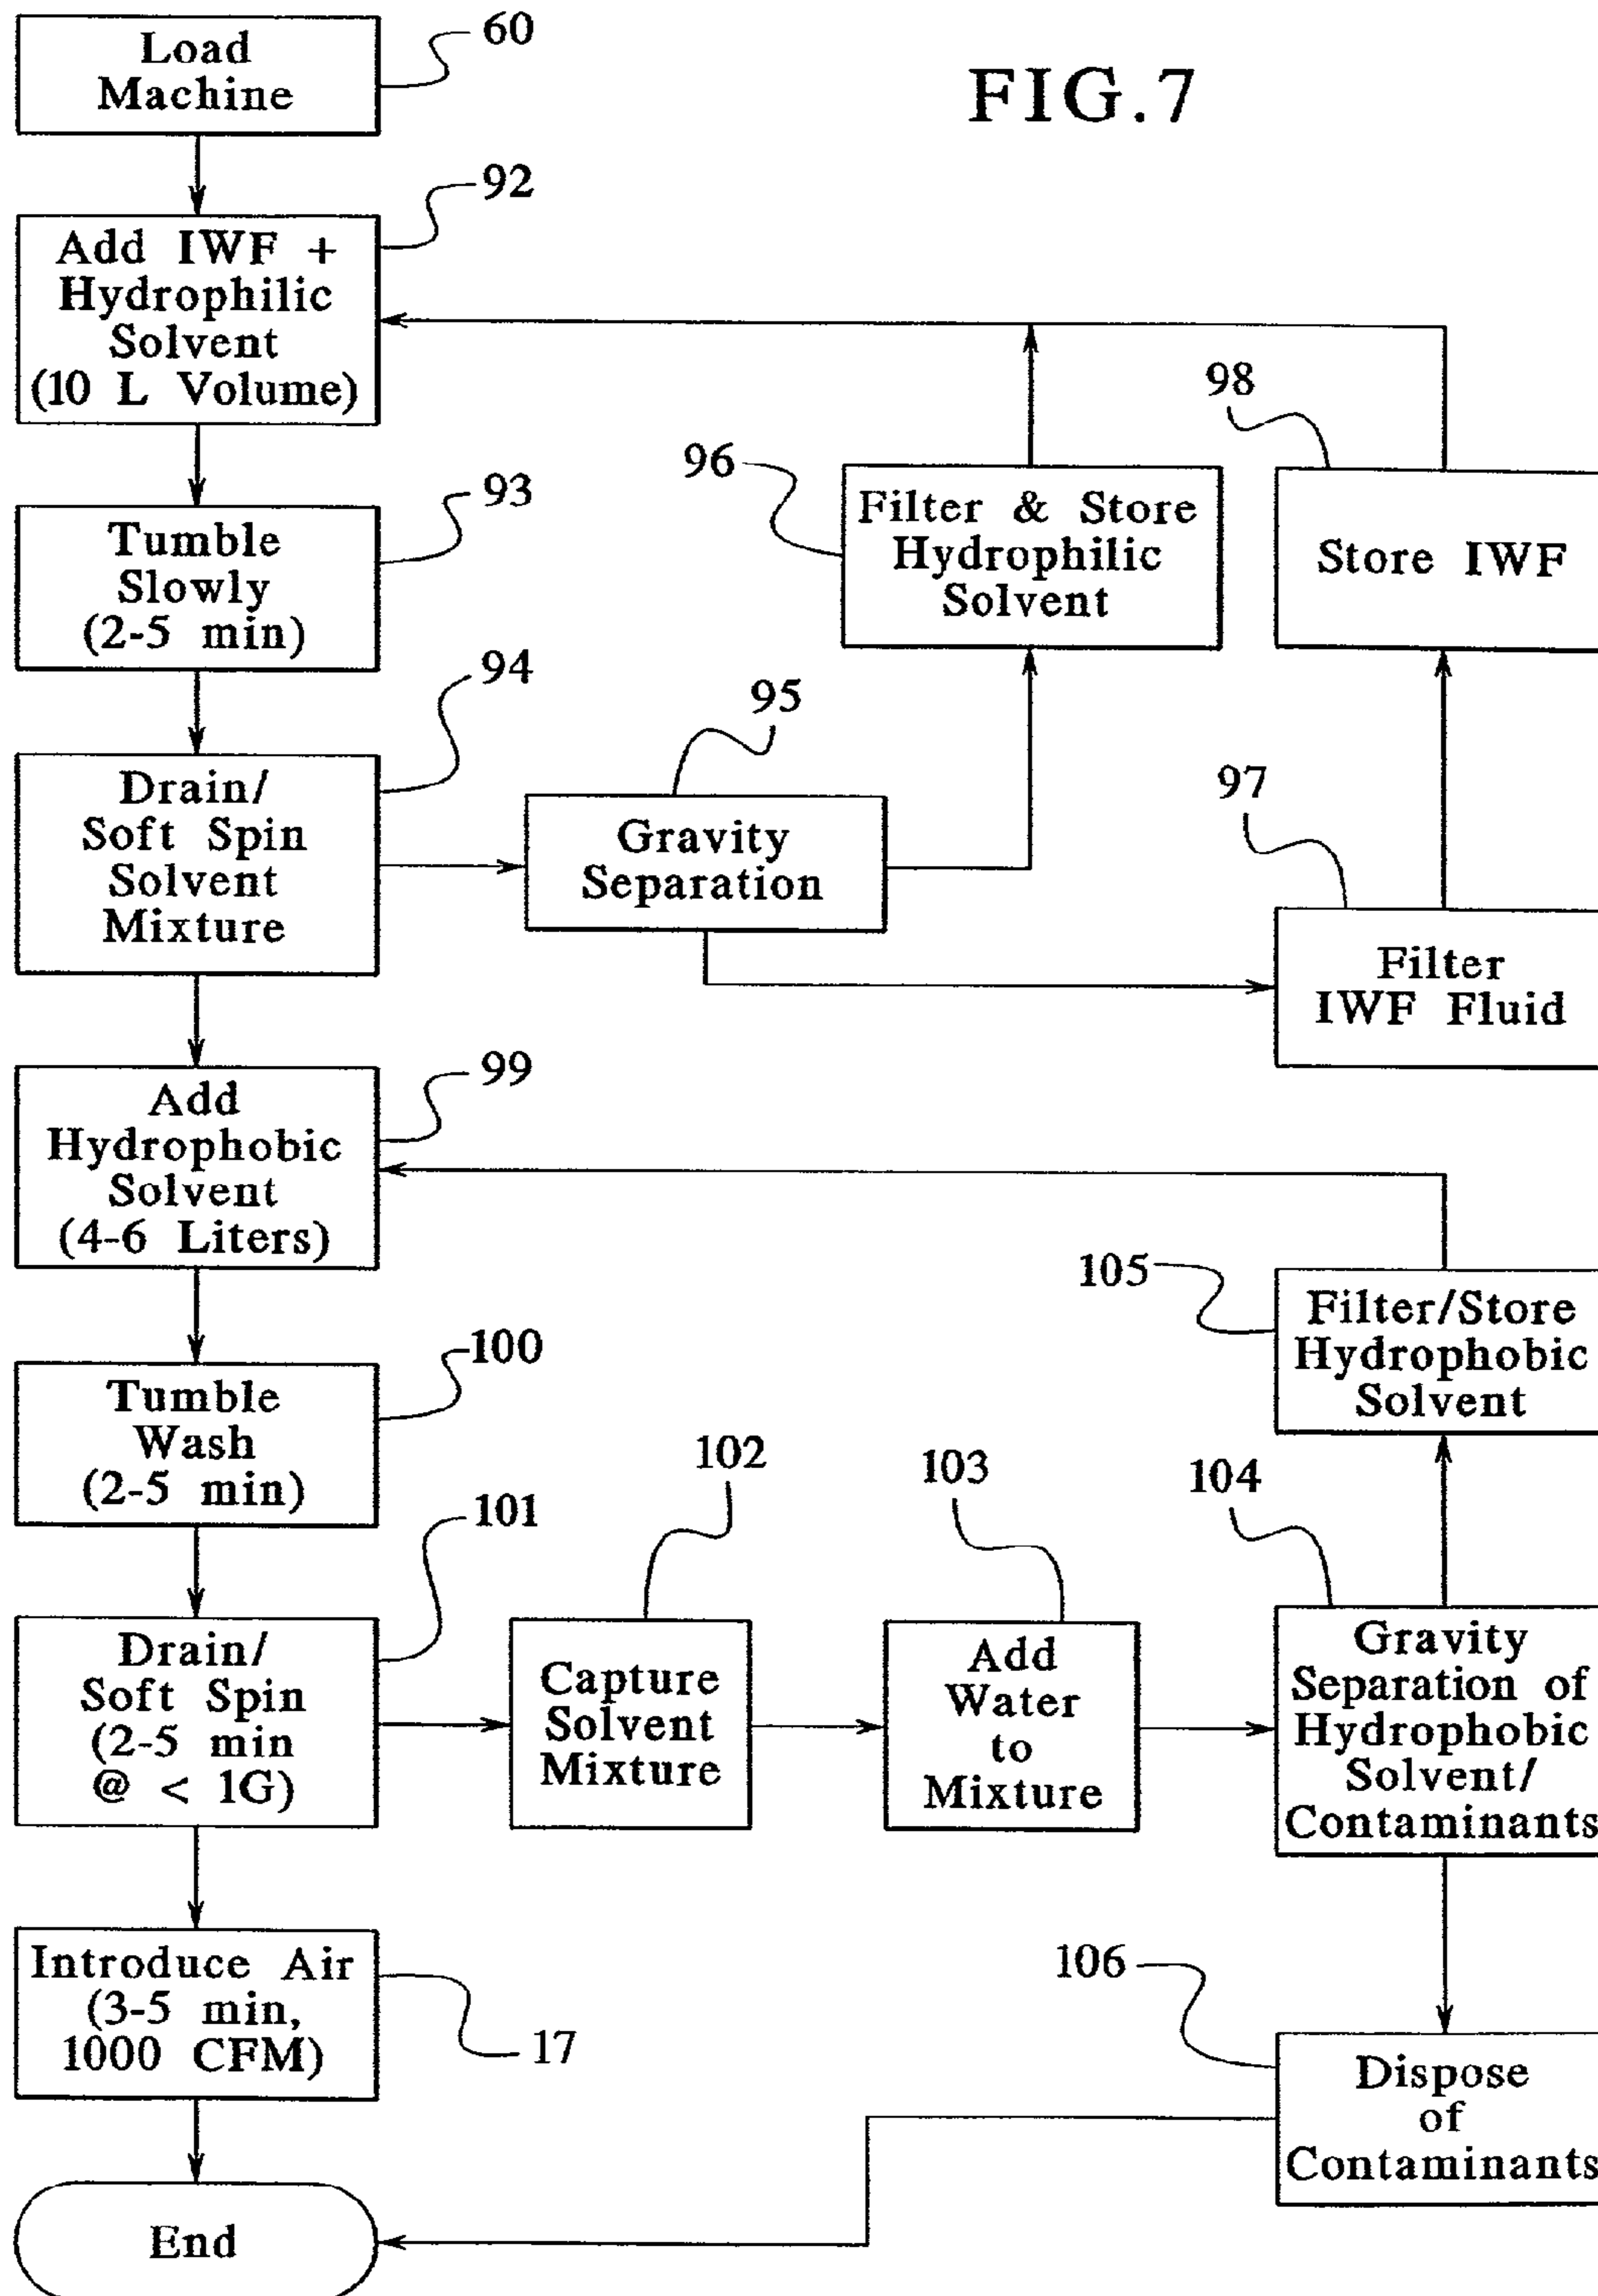 FIG.7
Load
Machine
60
Add IWF +
Hydrophilic
Solvent
(10 L Volume)
92
Tumble
Slowly
(2-5 min)
93
Drain/
Soft Spin
Solvent
Mixture
94
Gravity
Separation
95
Filter & Store
Hydrophilic
Solvent
96
Filter
IWF Fluid
97
Store IWF
98
Add
Hydrophobic
Solvent
(4-6 Liters)
99
Tumble
Wash
(2-5 min)
100
Drain/
Soft Spin
(2-5 min
@ < 1G)
101
Capture
Solvent
Mixture
102
Add
Water
to
Mixture
103
Gravity
Separation of
Hydrophobic
Solvent/
Contaminants
104
Filter/Store
Hydrophobic
Solvent
105
Dispose
of
Contaminants
106
Introduce Air
(3-5 min,
1000 CFM)
17
End